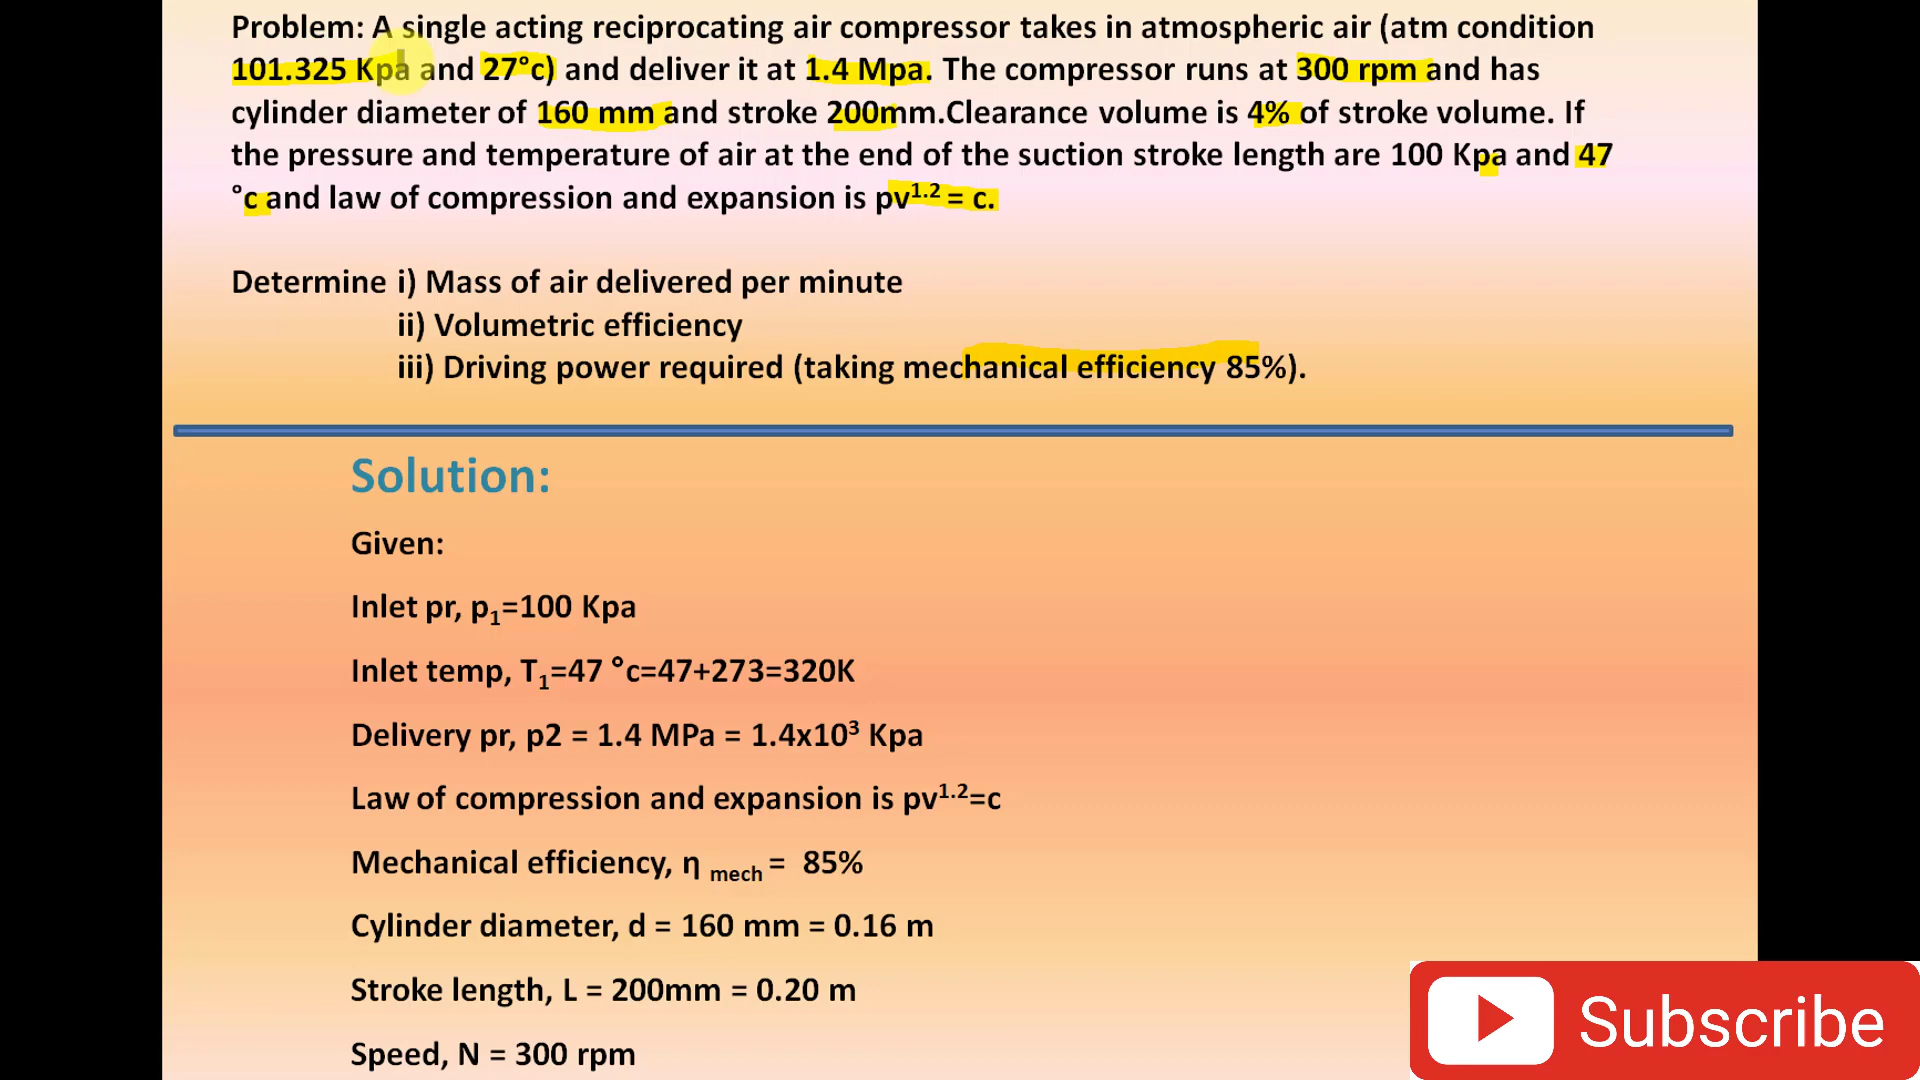 Problem: A single acting reciprocating air compressor takes in atmospheric air (atm condition
101.325 Kpa and 27°c) and deliver it at 1.4 Mpa. The compressor runs at 300 rpm and has
cylinder diameter of 160 mm and stroke 200mm.Clearance volume is 4% of stroke volume. If
the pressure and temperature of air at the end of the suction stroke length are 100 Kpa and 47
°c and law of compression and expansion is pv¹·² = c.
Determine i) Mass of air delivered per minute
ii) Volumetric efficiency
iii) Driving power required (taking mechanical efficiency 85%).
Solution:
Given:
Inlet pr, p₁=100 Kpa
Inlet temp, T₁=47 °c=47+273=320K
Delivery pr, p2 = 1.4 MPa = 1.4x10³ Kpa
Law of compression and expansion is pv¹·²=c
Mechanical efficiency, η mech = 85%
Cylinder diameter, d = 160 mm = 0.16 m
Stroke length, L = 200mm = 0.20 m
Speed, N = 300 rpm
Subscribe